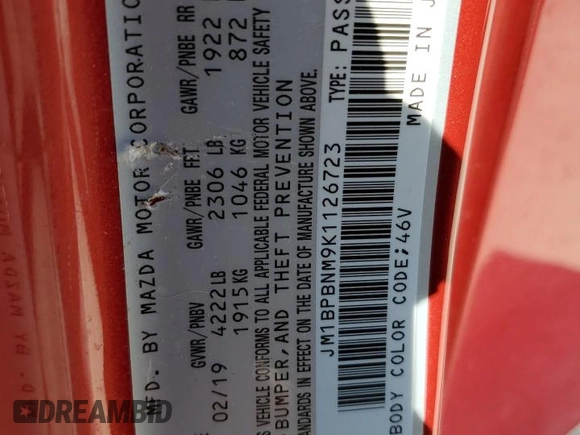 MFD. BY MAZDA MOTOR CORPORATION
GVWR/PNBV GAWR/PNBE FFT GAWR/PNBE RR
02/19 4222LB 2306 LB 1922
1915KG 1046 KG 872
VEHICLE CONFORMS TO ALL APPLICABLE FEDERAL MOTOR VEHICLE SAFETY
BUMPER, AND THEFT PREVENTION
IN EFFECT ON THE DATE OF MANUFACTURE SHOWN ABOVE.
JM1BPBNM9K1126723 TYPE: PASS
BODY COLOR CODE;46V MADE IN J
DREAMBID